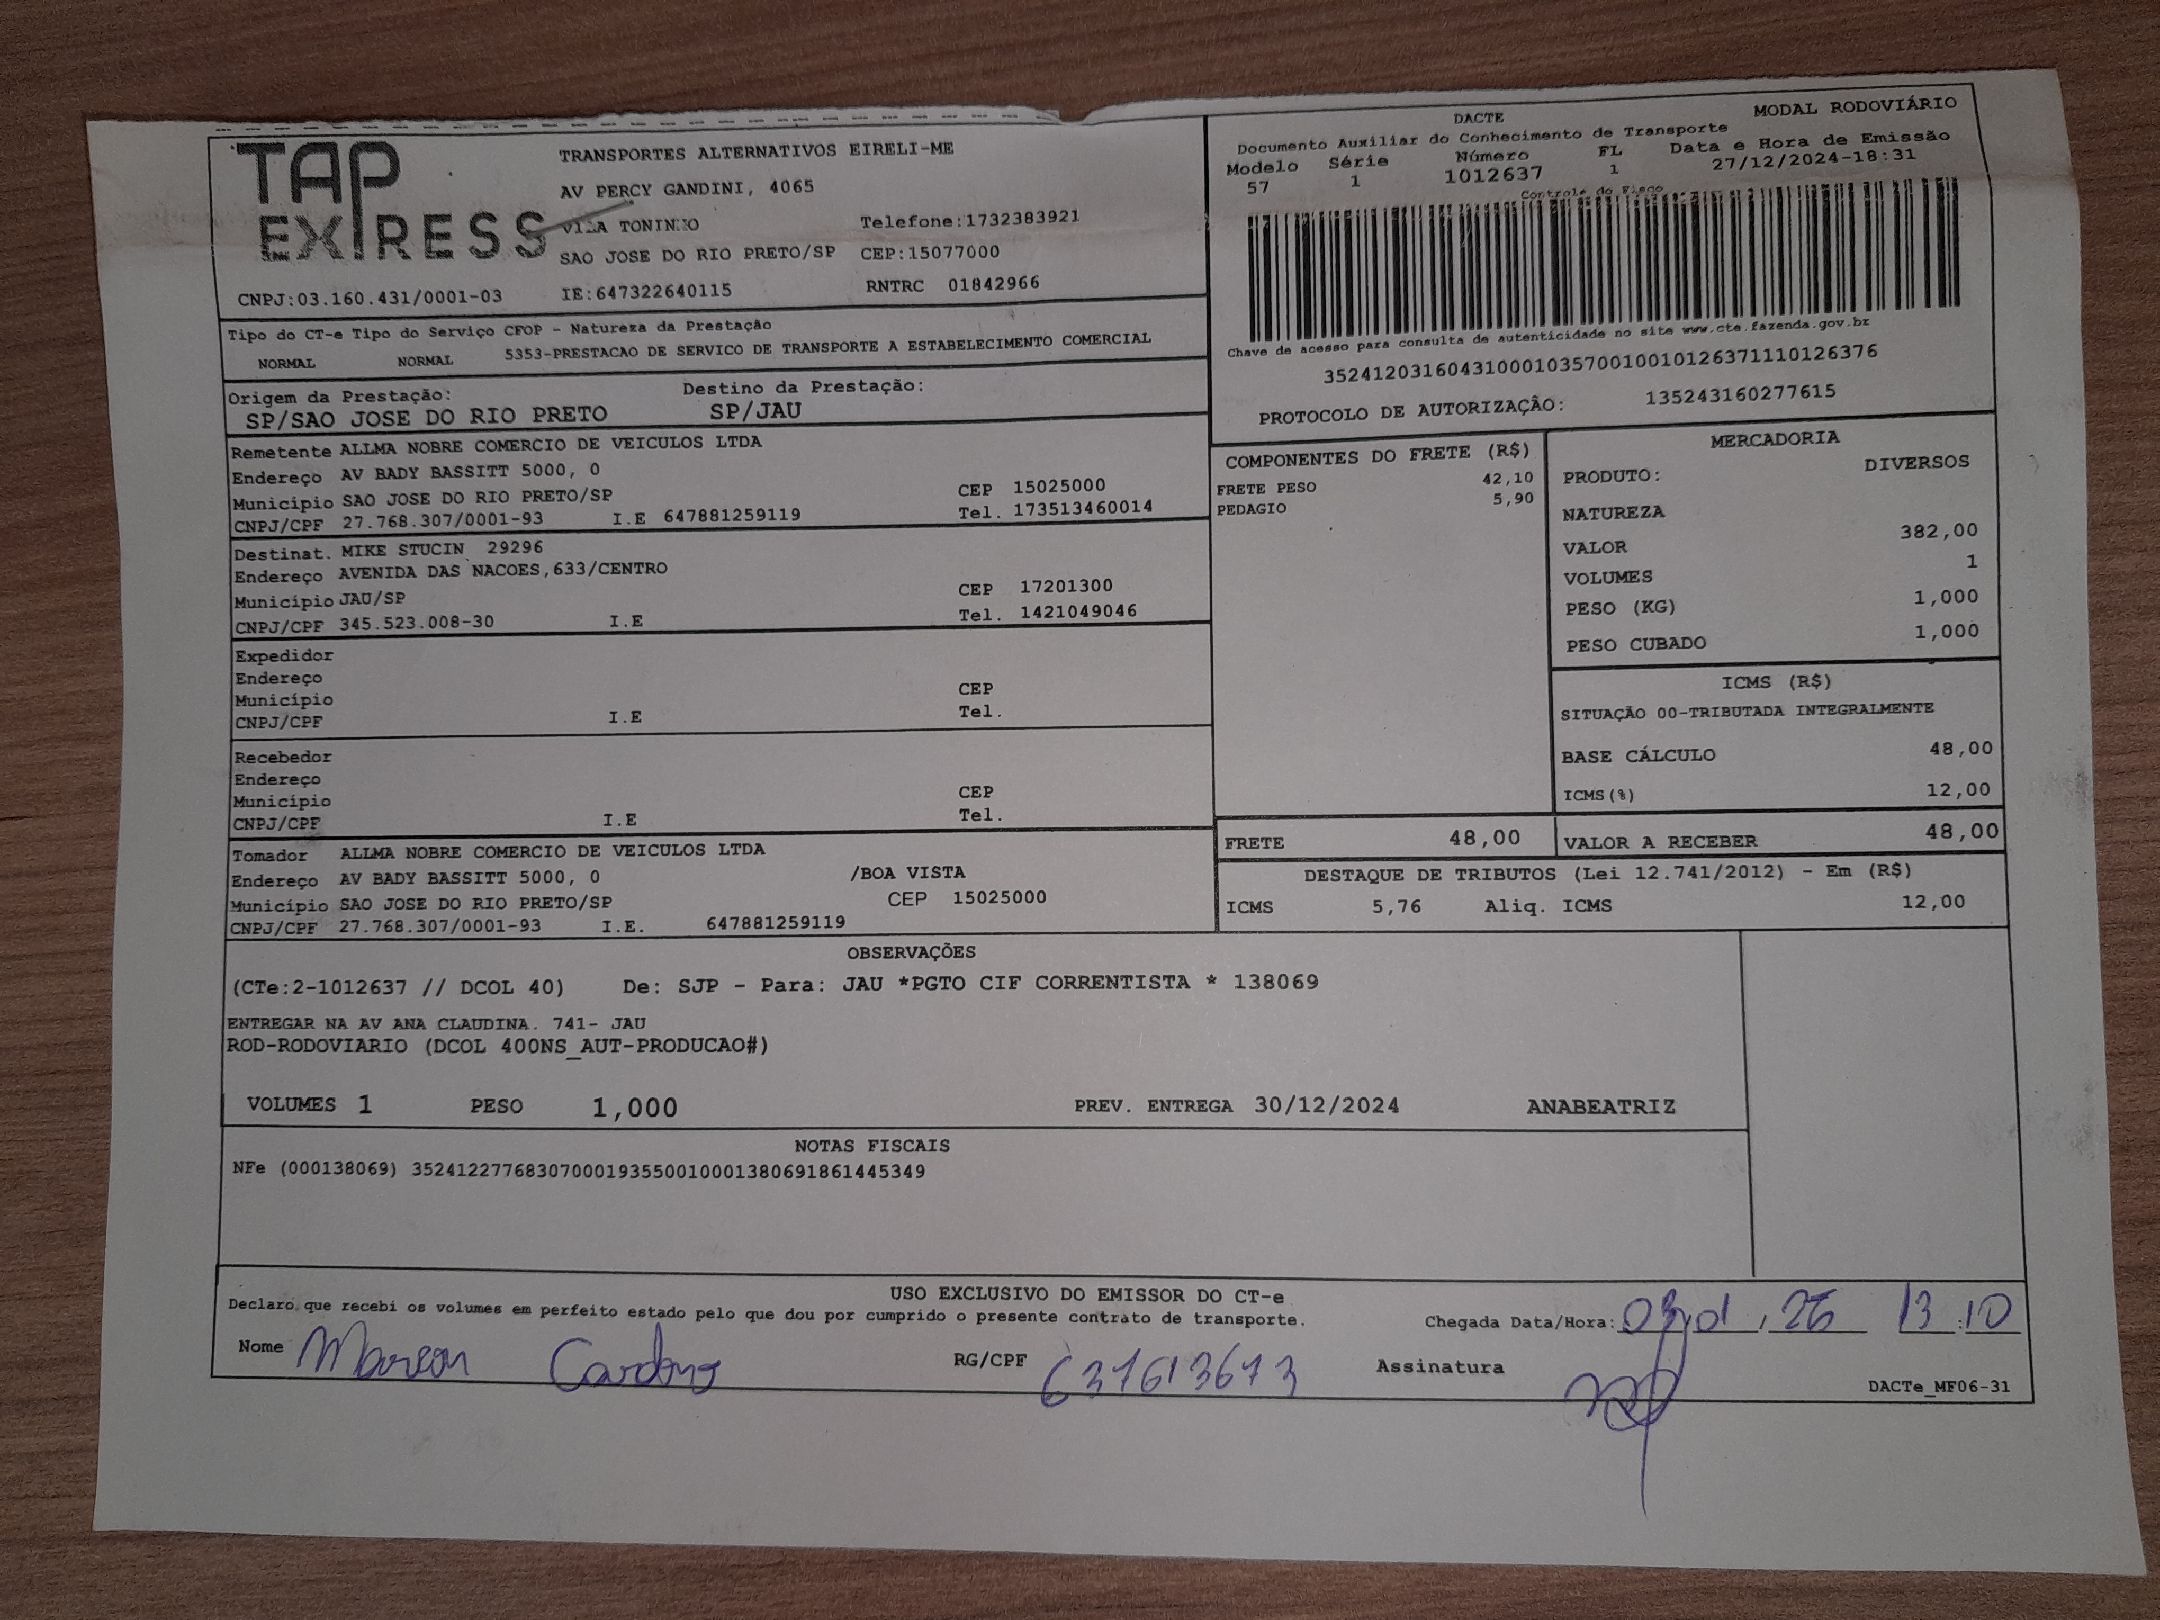 TAP EXPRESS
TRANSPORTES ALTERNATIVOS EIRELI-ME
AV PERCY GANDINI, 4065
VILA TONINHO Telefone:1732383921
SAO JOSE DO RIO PRETO/SP CEP:15077000
CNPJ:03.160.431/0001-03 IE:647322640115 RNTRC 01842966
DACTE MODAL RODOVIÁRIO
Documento Auxiliar do Conhecimento de Transporte
Modelo Série Número FL Data e Hora de Emissão
57 1 1012637 1 27/12/2024-18:31
Controle do Fisco
Chave de acesso para consulta de autenticidade no site www.cte.fazenda.gov.br
35241203160431000103570010010126371110126376
PROTOCOLO DE AUTORIZAÇÃO: 135243160277615
Tipo do CT-e Tipo do Serviço CFOP - Natureza da Prestação
NORMAL NORMAL 5353-PRESTACAO DE SERVICO DE TRANSPORTE A ESTABELECIMENTO COMERCIAL
Origem da Prestação: Destino da Prestação:
SP/SAO JOSE DO RIO PRETO SP/JAU
Remetente ALLMA NOBRE COMERCIO DE VEICULOS LTDA
Endereço AV BADY BASSITT 5000, 0
Município SAO JOSE DO RIO PRETO/SP CEP 15025000
CNPJ/CPF 27.768.307/0001-93 I.E 647881259119 Tel. 173513460014
Destinat. MIKE STUCIN 29296
Endereço AVENIDA DAS NACOES,633/CENTRO
Município JAU/SP CEP 17201300
CNPJ/CPF 345.523.008-30 I.E Tel. 1421049046
Expedidor
Endereço
Município CEP
CNPJ/CPF I.E Tel.
Recebedor
Endereço
Município CEP
CNPJ/CPF I.E Tel.
Tomador ALLMA NOBRE COMERCIO DE VEICULOS LTDA
Endereço AV BADY BASSITT 5000, 0 /BOA VISTA
Município SAO JOSE DO RIO PRETO/SP CEP 15025000
CNPJ/CPF 27.768.307/0001-93 I.E. 647881259119
COMPONENTES DO FRETE (R$)
FRETE PESO 42,10
PEDAGIO 5,90
MERCADORIA
PRODUTO: DIVERSOS
NATUREZA
VALOR 382,00
VOLUMES 1
PESO (KG) 1,000
PESO CUBADO 1,000
ICMS (R$)
SITUAÇÃO 00-TRIBUTADA INTEGRALMENTE
BASE CÁLCULO 48,00
ICMS(%) 12,00
FRETE 48,00 VALOR A RECEBER 48,00
DESTAQUE DE TRIBUTOS (Lei 12.741/2012) - Em (R$)
ICMS 5,76 Aliq. ICMS 12,00
OBSERVAÇÕES
(CTe:2-1012637 // DCOL 40) De: SJP - Para: JAU *PGTO CIF CORRENTISTA * 138069
ENTREGAR NA AV ANA CLAUDINA. 741- JAU
ROD-RODOVIARIO (DCOL 400NS_AUT-PRODUCAO#)
VOLUMES 1 PESO 1,000 PREV. ENTREGA 30/12/2024 ANABEATRIZ
NOTAS FISCAIS
NFe (000138069) 35241227768307000193550010001380691861445349
USO EXCLUSIVO DO EMISSOR DO CT-e
Declaro que recebi os volumes em perfeito estado pelo que dou por cumprido o presente contrato de transporte.
Chegada Data/Hora: 13:10
Nome RG/CPF 637613673 Assinatura
DACTe_MF06-31